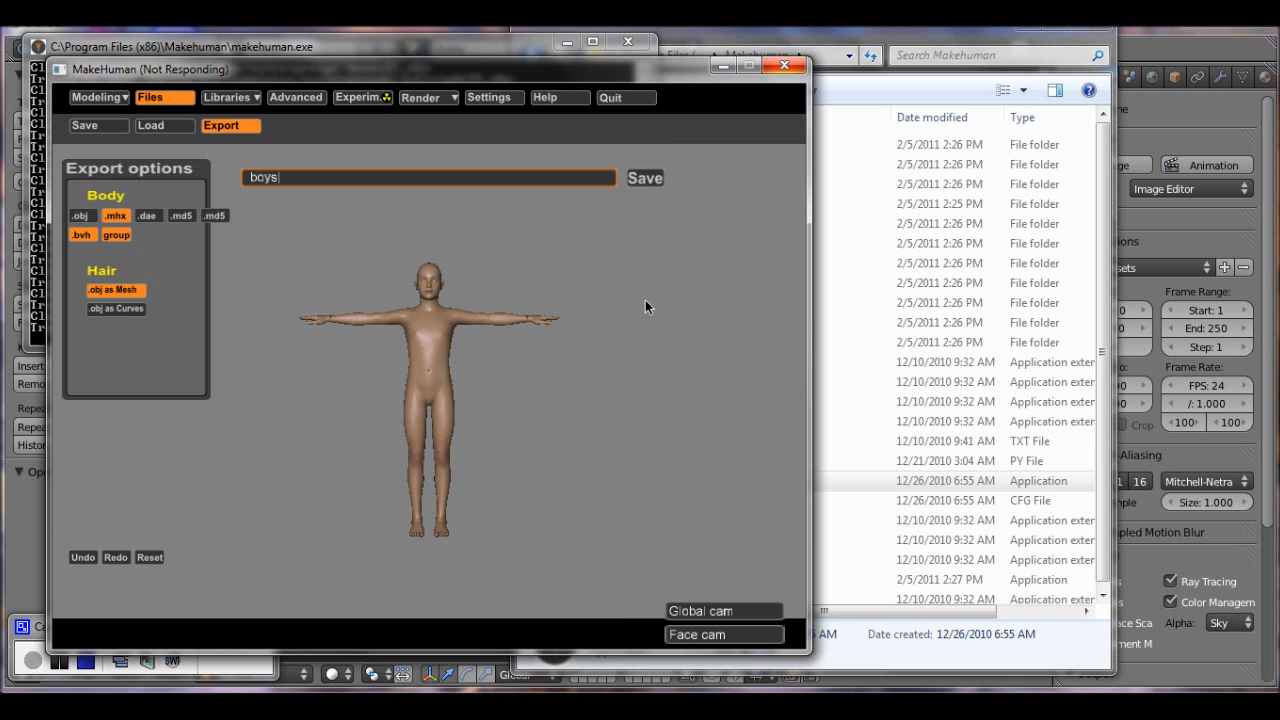 C:\Program Files (x86)\Makehuman\makehuman.exe
Search Makehuman
MakeHuman (Not Responding)
Modeling Files Libraries Advanced Experim. Render Settings Help Quit
Save Load Export
Export options
Body
.obj .mhx .dae .md5 .md5
.bvh group
Hair
.obj as Mesh
.obj as Curves
boys
Save
Undo Redo Reset
Global cam
Face cam
Date modified Type
2/5/2011 2:26 PM File folder
2/5/2011 2:26 PM File folder
2/5/2011 2:26 PM File folder
2/5/2011 2:25 PM File folder
2/5/2011 2:26 PM File folder
2/5/2011 2:26 PM File folder
2/5/2011 2:26 PM File folder
2/5/2011 2:26 PM File folder
2/5/2011 2:26 PM File folder
2/5/2011 2:26 PM File folder
2/5/2011 2:26 PM File folder
12/10/2010 9:32 AM Application exter
12/10/2010 9:32 AM Application exter
12/10/2010 9:32 AM Application exter
12/10/2010 9:32 AM Application exter
12/10/2010 9:41 AM TXT File
12/21/2010 3:04 AM PY File
12/26/2010 6:55 AM Application
12/26/2010 6:55 AM CFG File
12/10/2010 9:32 AM Application exter
12/10/2010 9:32 AM Application exter
12/10/2010 9:32 AM Application exter
2/5/2011 2:27 PM Application
12/10/2010 9:32 AM Application exter
AM Date created: 12/26/2010 6:55 AM
Animation
Image Editor
Frame Range:
Start: 1
End: 250
Step: 1
Frame Rate:
FPS: 24
/: 1.000
100 100
Crop
-Aliasing
16 Mitchell-Netra
Size: 1.000
Motion Blur
Ray Tracing
Color Managem
Alpha: Sky
Insert
Remo
Repea
Repea
Histor
Global